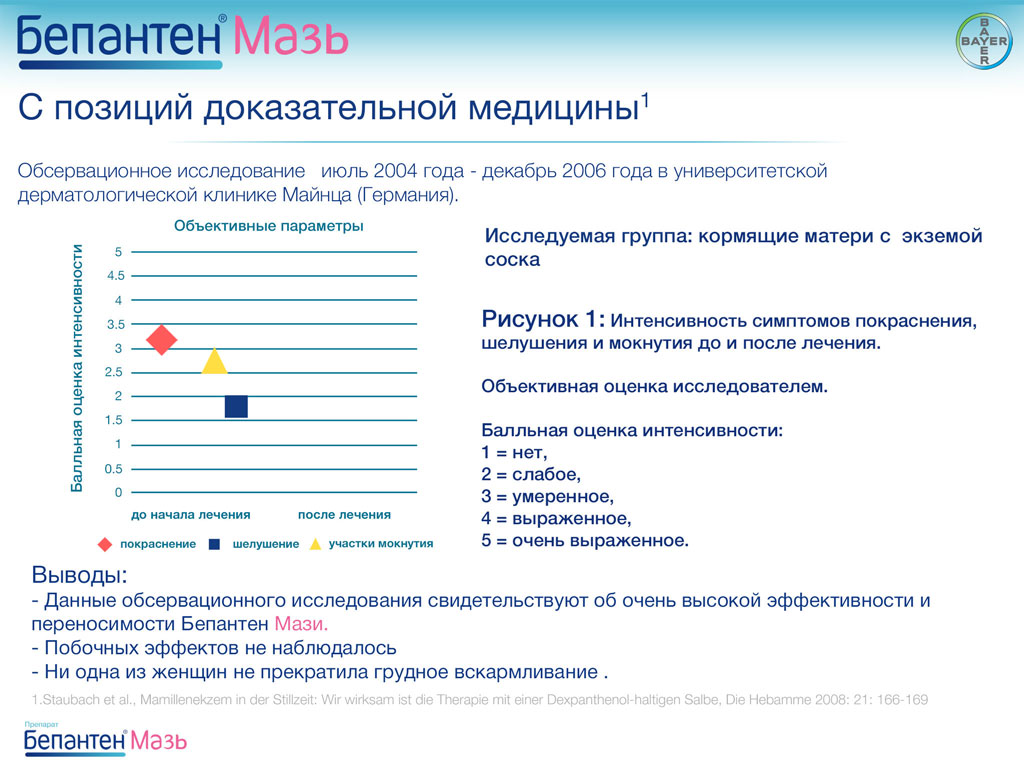 Бепантен® Мазь
BAYER
BAYER
С позиций доказательной медицины¹
Обсервационное исследование июль 2004 года - декабрь 2006 года в университетской
дерматологической клинике Майнца (Германия).
Объективные параметры
Балльная оценка интенсивности
5
4.5
4
3.5
3
2.5
2
1.5
1
0.5
0
до начала лечения
после лечения
покраснение
шелушение
участки мокнутия
Исследуемая группа: кормящие матери с экземой
соска
Рисунок 1: Интенсивность симптомов покраснения,
шелушения и мокнутия до и после лечения.
Объективная оценка исследователем.
Балльная оценка интенсивности:
1 = нет,
2 = слабое,
3 = умеренное,
4 = выраженное,
5 = очень выраженное.
Выводы:
- Данные обсервационного исследования свидетельствуют об очень высокой эффективности и
переносимости Бепантен Мази.
- Побочных эффектов не наблюдалось
- Ни одна из женщин не прекратила грудное вскармливание .
1.Staubach et al., Mamillenekzem in der Stillzeit: Wir wirksam ist die Therapie mit einer Dexpanthenol-haltigen Salbe, Die Hebamme 2008: 21: 166-169
Препарат
Бепантен® Мазь